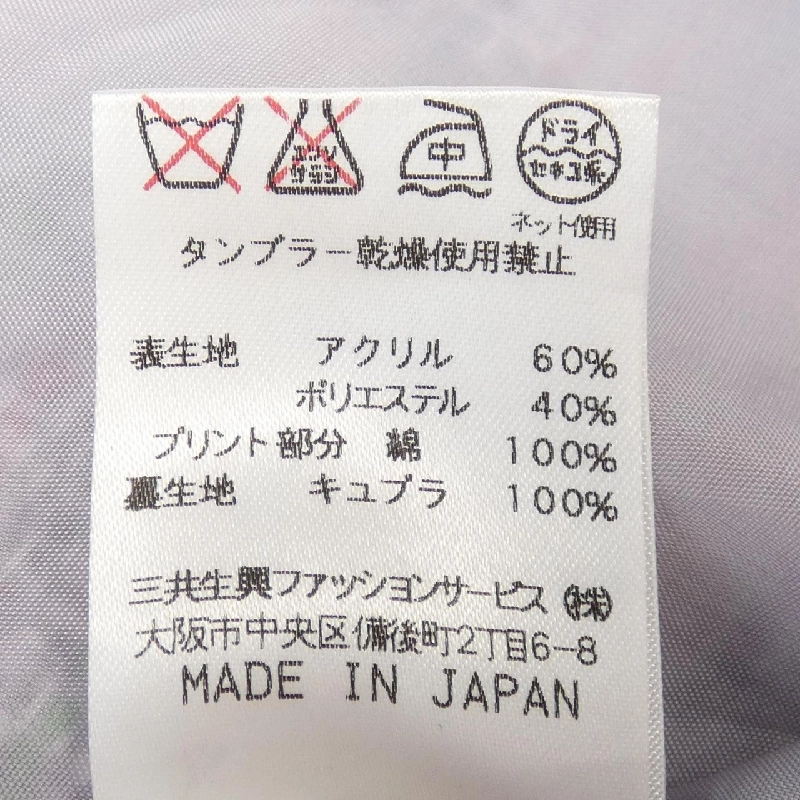 エンソ サラシ
中
ドライ
セキユ系
ネット使用
タンブラー乾燥使用禁止
表生地 アクリル 60%
ポリエステル 40%
プリント部分 綿 100%
裏生地 キュプラ 100%
三共生興ファッションサービス (株)
大阪市中央区備後町2丁目6-8
MADE IN JAPAN